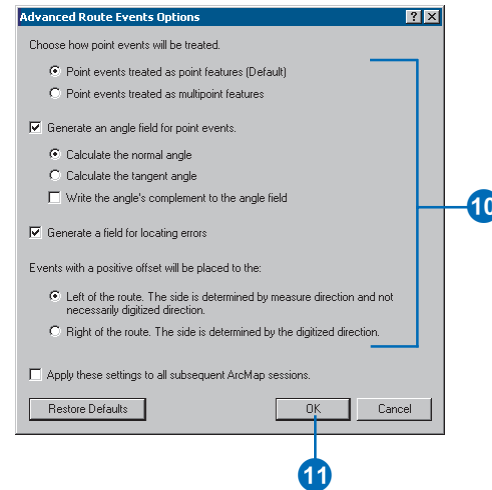 Advanced Route Events Options
Choose how point events will be treated.
Point events treated as point features (Default)
Point events treated as multipoint features
Generate an angle field for point events.
Calculate the normal angle
Calculate the tangent angle
Write the angle's complement to the angle field
10
Generate a field for locating errors
Events with a positive offset will be placed to the:
Left of the route. The side is determined by measure direction and not
necessarily digitized direction.
Right of the route. The side is determined by the digitized direction.
Apply these settings to all subsequent ArcMap sessions.
Restore Defaults OK Cancel
11